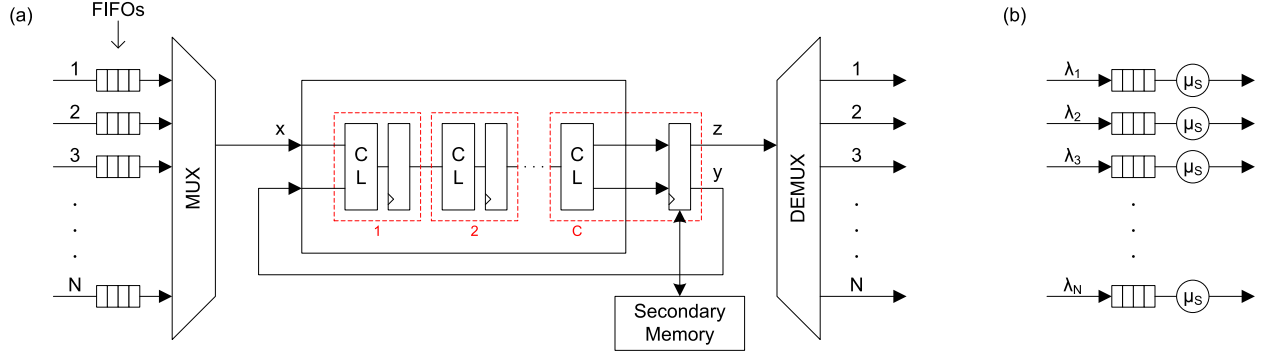 (a)
FIFOs
1
2
3
.
.
.
N
MUX
x
C
L
C
L
. . . .
C
L
1
2
C
z
y
Secondary
Memory
DEMUX
1
2
3
.
.
.
N
(b)
λ1
μS
λ2
μS
λ3
μS
.
.
.
.
.
.
λN
μS